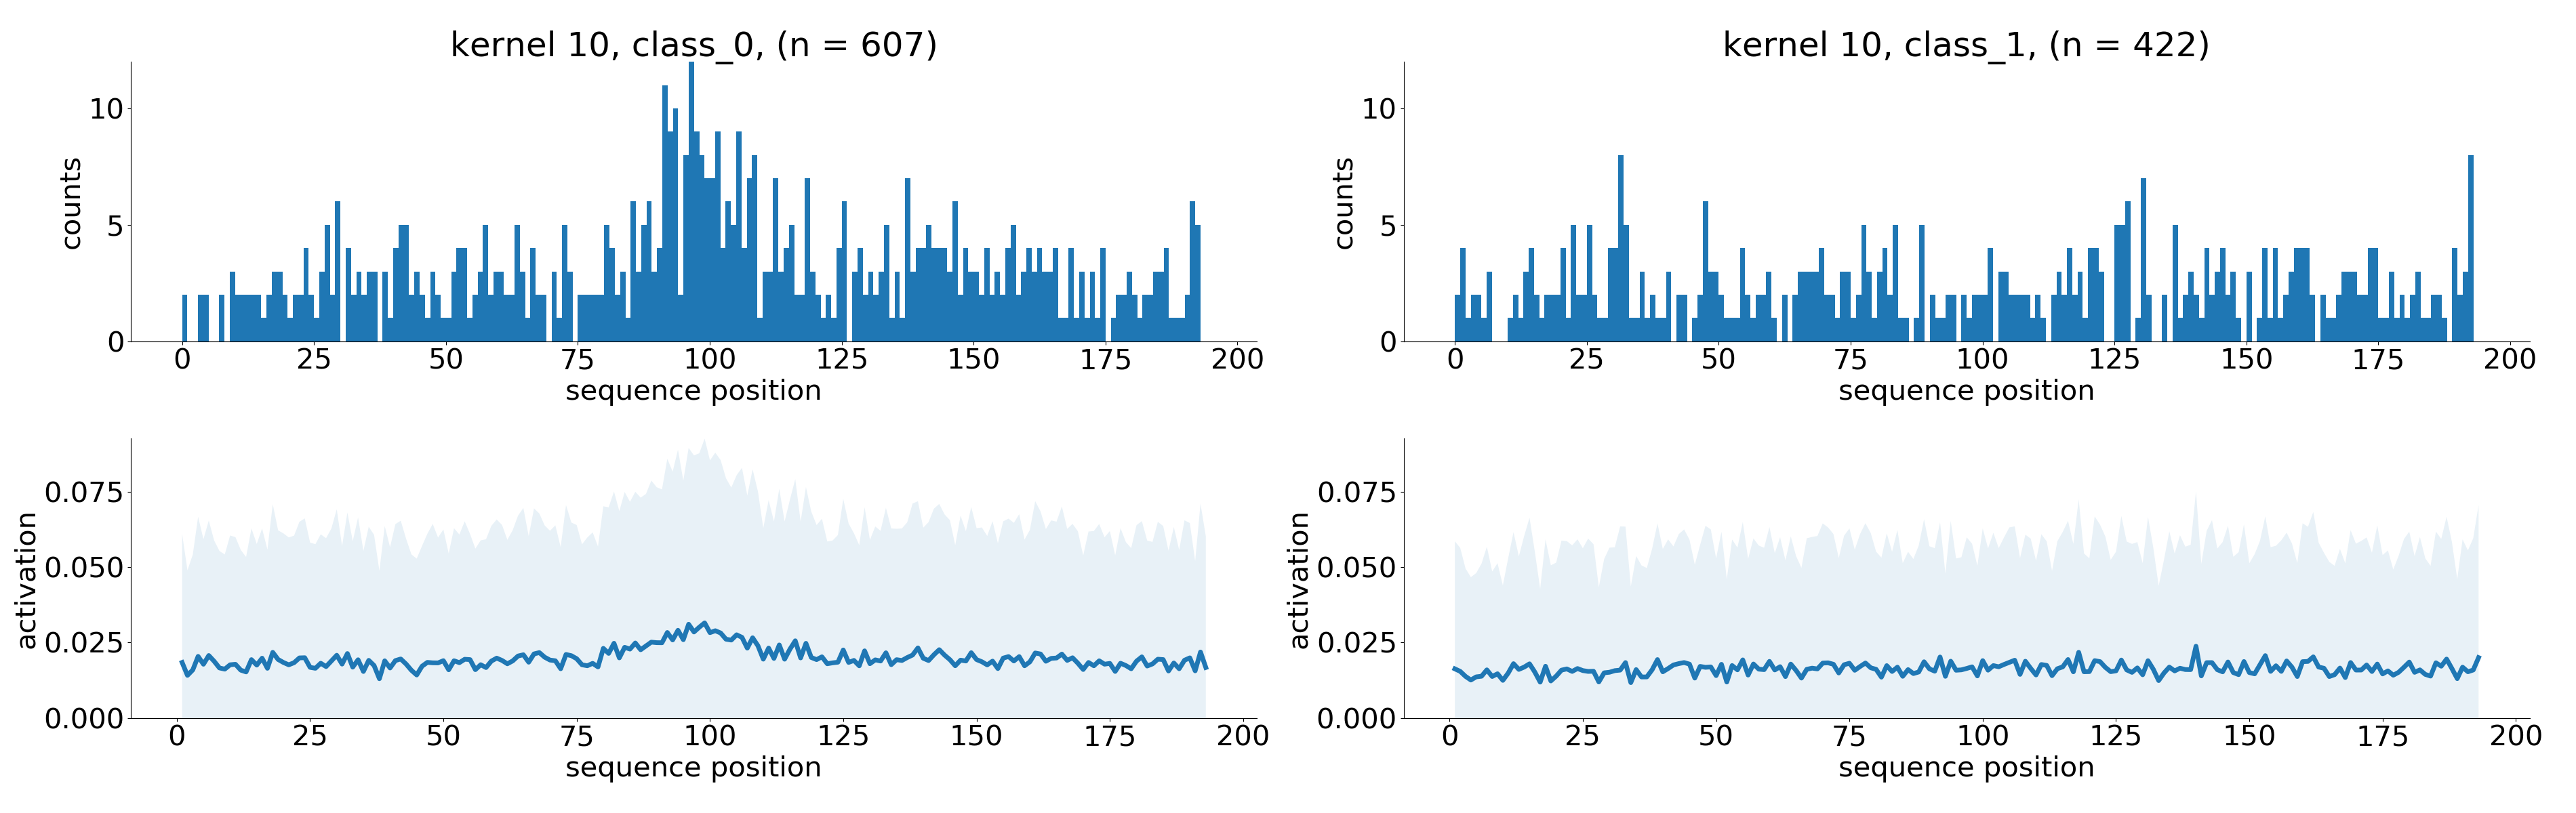 kernel 10, class_0, (n = 607)
counts
10
5
0
0 25 50 75 100 125 150 175 200
sequence position
activation
0.075
0.050
0.025
0.000
0 25 50 75 100 125 150 175 200
sequence position
kernel 10, class_1, (n = 422)
counts
10
5
0
0 25 50 75 100 125 150 175 200
sequence position
activation
0.075
0.050
0.025
0.000
0 25 50 75 100 125 150 175 200
sequence position